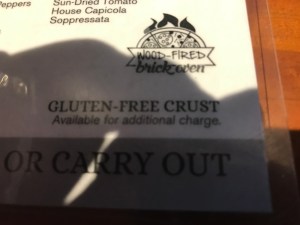 Peppers
Sun-Dried Tomato
House Capicola
Soppressata
WOOD-FIRED
brick oven
GLUTEN-FREE CRUST
Available for additional charge.
OR CARRY OUT